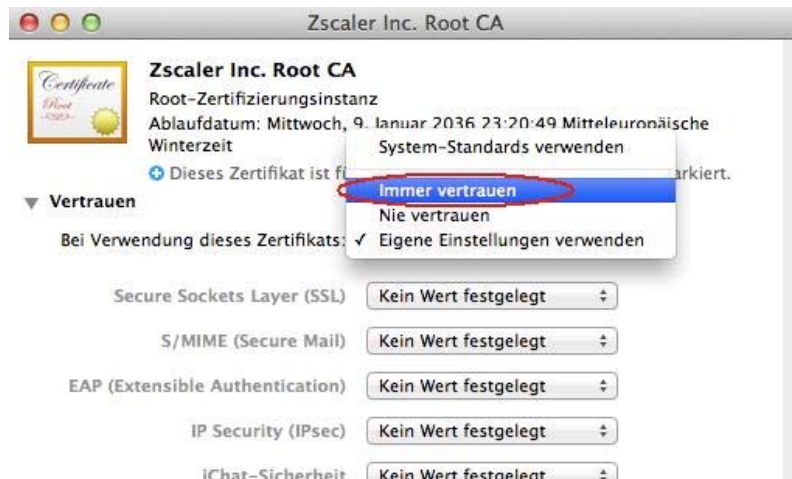 Zscaler Inc. Root CA
Certificate
Root
Zscaler Inc. Root CA
Root-Zertifizierungsinstanz
Ablaufdatum: Mittwoch, 9. Januar 2036 23:20:49 Mitteleuropäische
Winterzeit
System-Standards verwenden
Dieses Zertifikat ist
Immer vertrauen
Vertrauen
Nie vertrauen
Bei Verwendung dieses Zertifikats: ✓ Eigene Einstellungen verwenden
Secure Sockets Layer (SSL) Kein Wert festgelegt
S/MIME (Secure Mail) Kein Wert festgelegt
EAP (Extensible Authentication) Kein Wert festgelegt
IP Security (IPsec) Kein Wert festgelegt
iChat-Sicherheit Kein Wert festgelegt